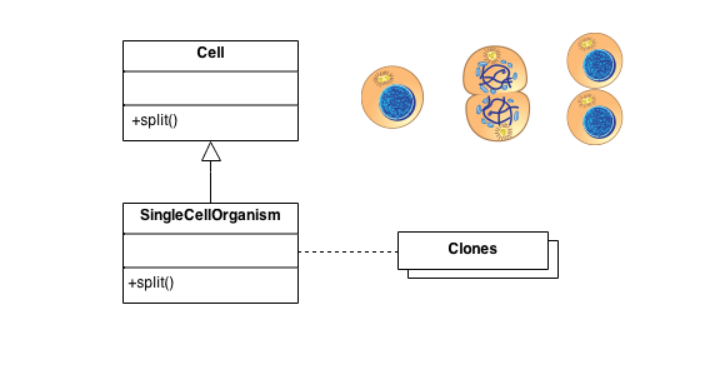 Cell
+split()
SingleCellOrganism
Clones
+split()